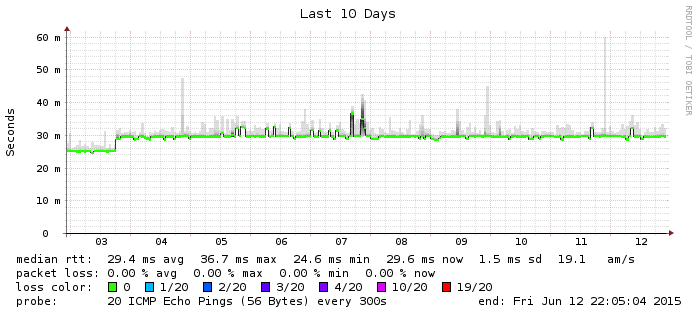 Last 10 Days
RRDTOOL / TOBI OETIKER
Seconds
60 m
50 m
40 m
30 m
20 m
10 m
0
03 04 05 06 07 08 09 10 11 12
median rtt: 29.4 ms avg 36.7 ms max 24.6 ms min 29.6 ms now 1.5 ms sd 19.1 am/s
packet loss: 0.00 % avg 0.00 % max 0.00 % min 0.00 % now
loss color: 0 1/20 2/20 3/20 4/20 10/20 19/20
probe: 20 ICMP Echo Pings (56 Bytes) every 300s end: Fri Jun 12 22:05:04 2015